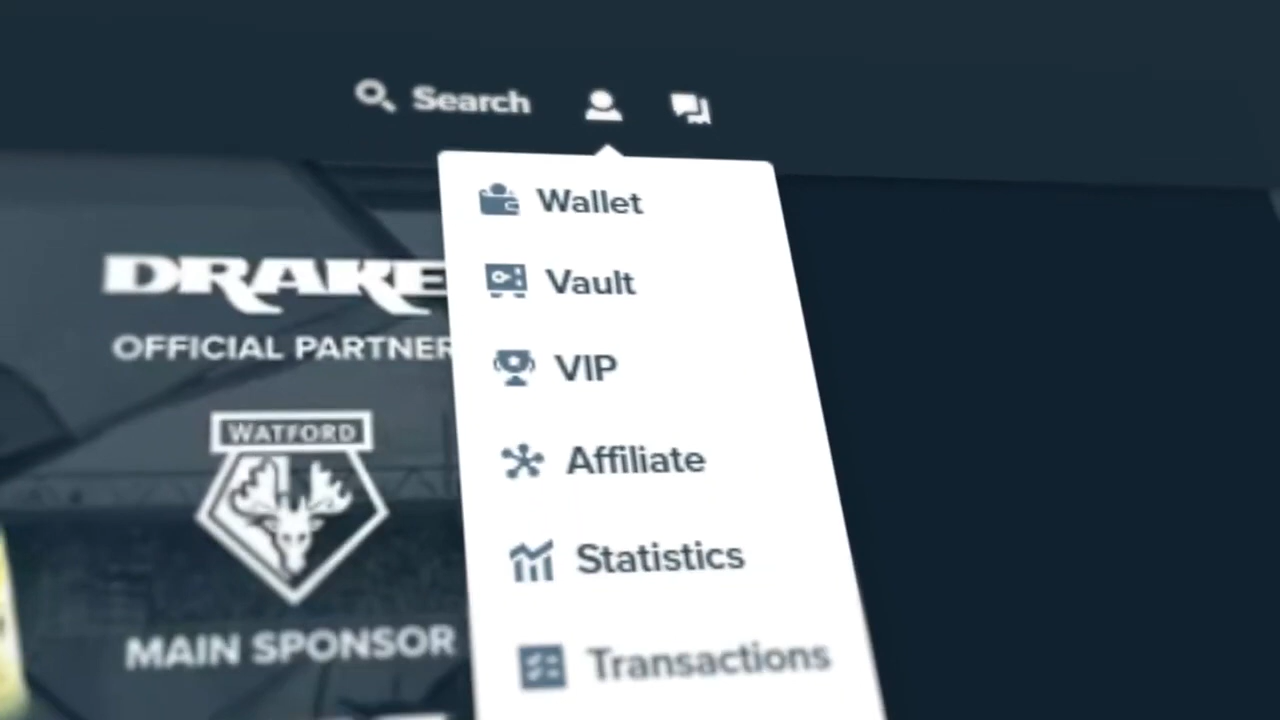 Search
Wallet
Vault
VIP
Affiliate
Statistics
Transactions
DRAKE
OFFICIAL PARTNER
WATFORD
MAIN SPONSOR